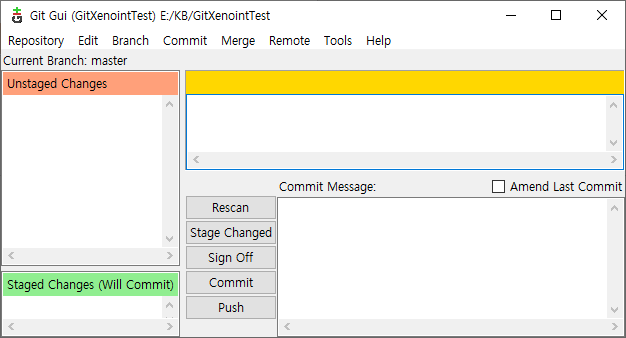 Git Gui (GitXenointTest) E:/KB/GitXenointTest
Repository Edit Branch Commit Merge Remote Tools Help
Current Branch: master
Unstaged Changes
Staged Changes (Will Commit)
Commit Message:
Amend Last Commit
Rescan
Stage Changed
Sign Off
Commit
Push